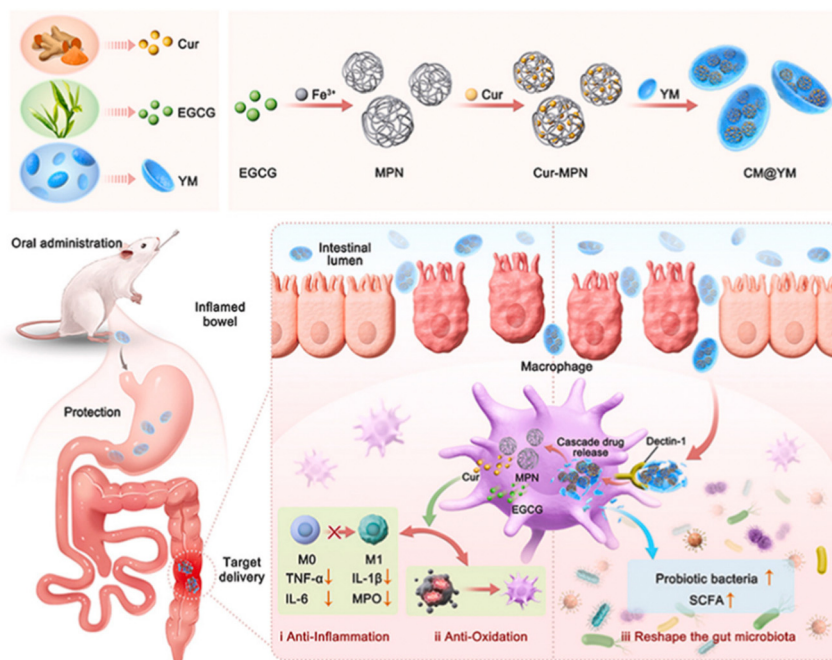 Cur
EGCG
YM
EGCG
Fe³⁺
MPN
Cur
Cur-MPN
YM
CM@YM
Oral administration
Inflamed
bowel
Protection
Target
delivery
Intestinal
lumen
Macrophage
Cascade drug
release
Dectin-1
Cur
MPN
EGCG
M0
M1
TNF-α↓
IL-1β↓
IL-6 ↓
MPO ↓
i Anti-Inflammation
ii Anti-Oxidation
Probiotic bacteria ↑
SCFA↑
iii Reshape the gut microbiota